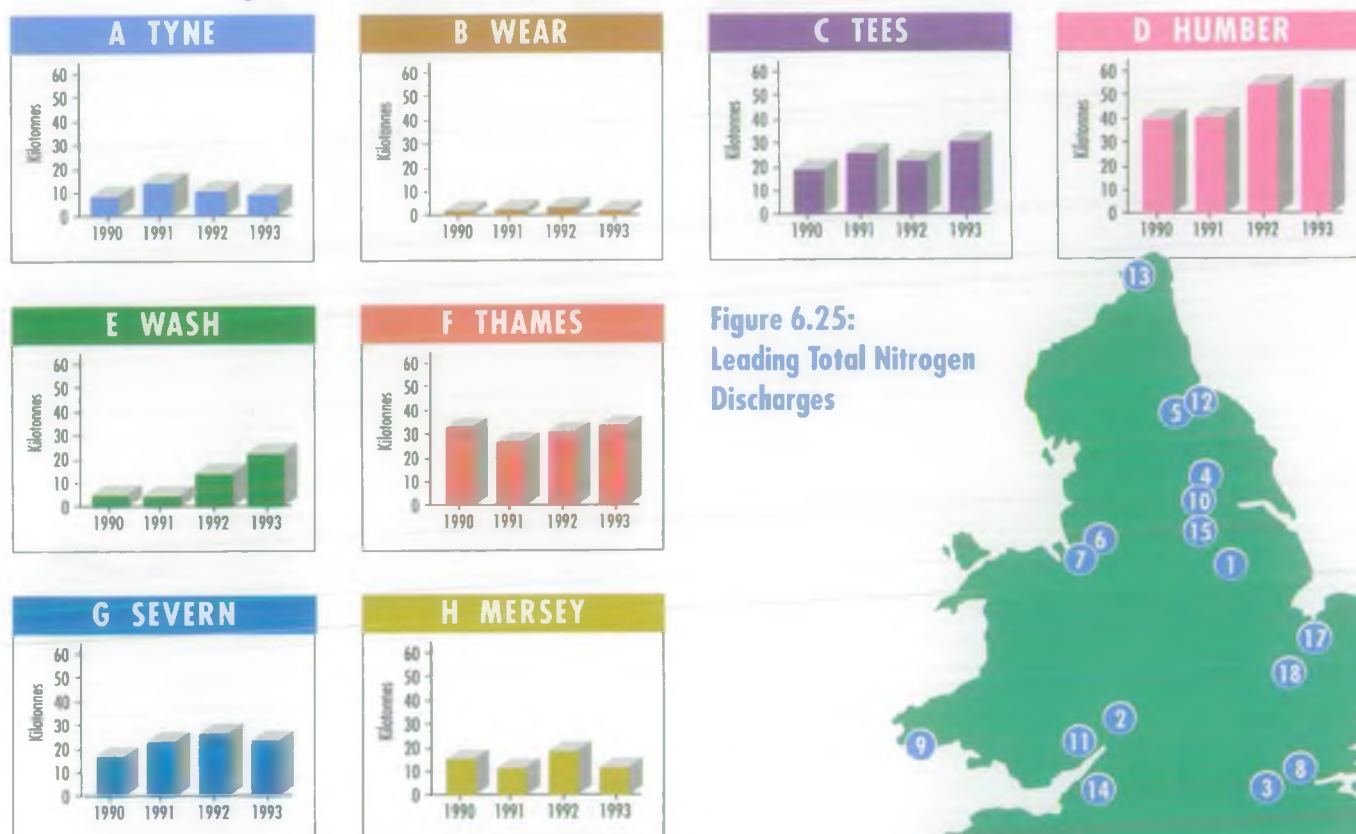 A TYNE
Kilotonnes
60
50
40
30
20
10
0
1990 1991 1992 1993
B WEAR
Kilotonnes
60
50
40
30
20
10
0
1990 1991 1992 1993
C TEES
Kilotonnes
60
50
40
30
20
10
0
1990 1991 1992 1993
D HUMBER
Kilotonnes
60
50
40
30
20
10
0
1990 1991 1992 1993
E WASH
Kilotonnes
60
50
40
30
20
10
0
1990 1991 1992 1993
F THAMES
Kilotonnes
60
50
40
30
20
10
0
1990 1991 1992 1993
Figure 6.25:
Leading Total Nitrogen
Discharges
G SEVERN
Kilotonnes
60
50
40
30
20
10
0
1990 1991 1992 1993
H MERSEY
Kilotonnes
60
50
40
30
20
10
0
1990 1991 1992 1993
13
12
5
4
10
15
6
7
1
17
18
2
11
9
8
3
14